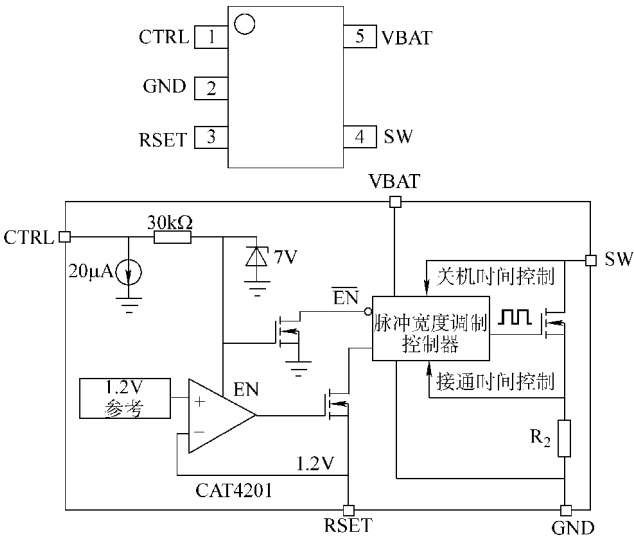 CTRL 1 5 VBAT
GND 2
RSET 3 4 SW
VBAT
CTRL
30kΩ
20μA
7V
SW
关机时间控制
EN
脉冲宽度调制
控制器
接通时间控制
1.2V
参考
+
−
EN
R2
1.2V
CAT4201
RSET
GND